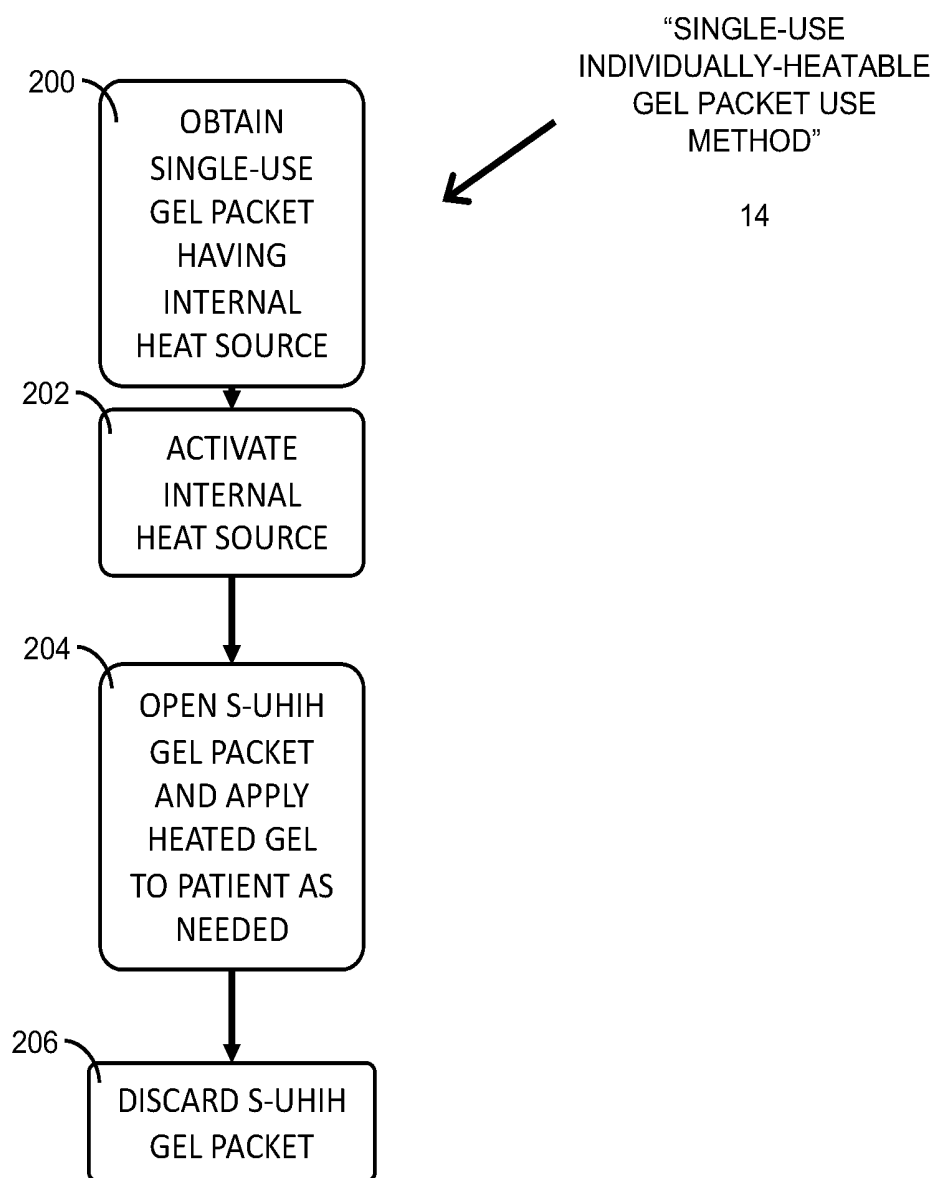 “SINGLE-USE
INDIVIDUALLY-HEATABLE
GEL PACKET USE
METHOD”
14
200
OBTAIN
SINGLE-USE
GEL PACKET
HAVING
INTERNAL
HEAT SOURCE
202
ACTIVATE
INTERNAL
HEAT SOURCE
204
OPEN S-UHIH
GEL PACKET
AND APPLY
HEATED GEL
TO PATIENT AS
NEEDED
206
DISCARD S-UHIH
GEL PACKET